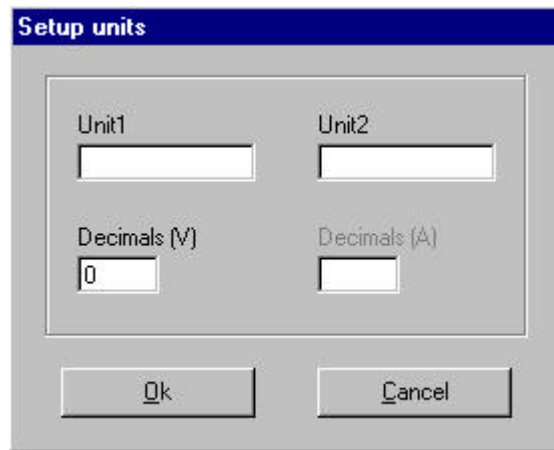 Setup units
Unit1 Unit2
Decimals (V) Decimals (A)
0
Ok Cancel